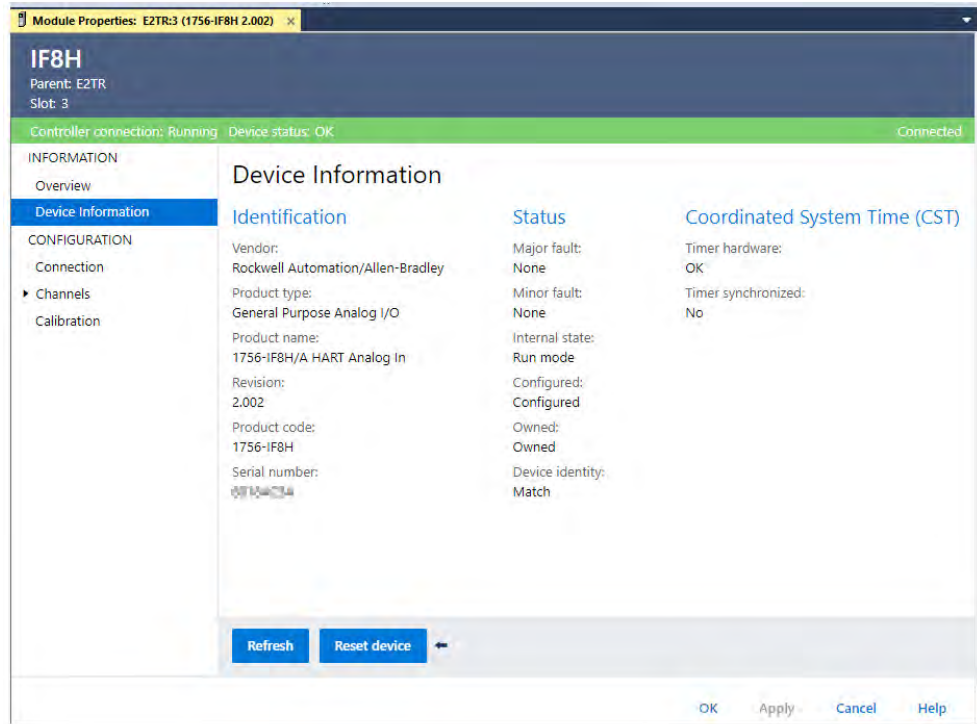 Module Properties: E2TR:3 (1756-IF8H 2.002)
IF8H
Parent: E2TR
Slot: 3
Controller connection: Running Device status: OK Connected
INFORMATION
Overview
Device Information
CONFIGURATION
Connection
Channels
Calibration
Device Information
Identification
Vendor:
Rockwell Automation/Allen-Bradley
Product type:
General Purpose Analog I/O
Product name:
1756-IF8H/A HART Analog In
Revision:
2.002
Product code:
1756-IF8H
Serial number:
Status
Major fault:
None
Minor fault:
None
Internal state:
Run mode
Configured:
Configured
Owned:
Owned
Device identity:
Match
Coordinated System Time (CST)
Timer hardware:
OK
Timer synchronized:
No
Refresh Reset device
OK Apply Cancel Help